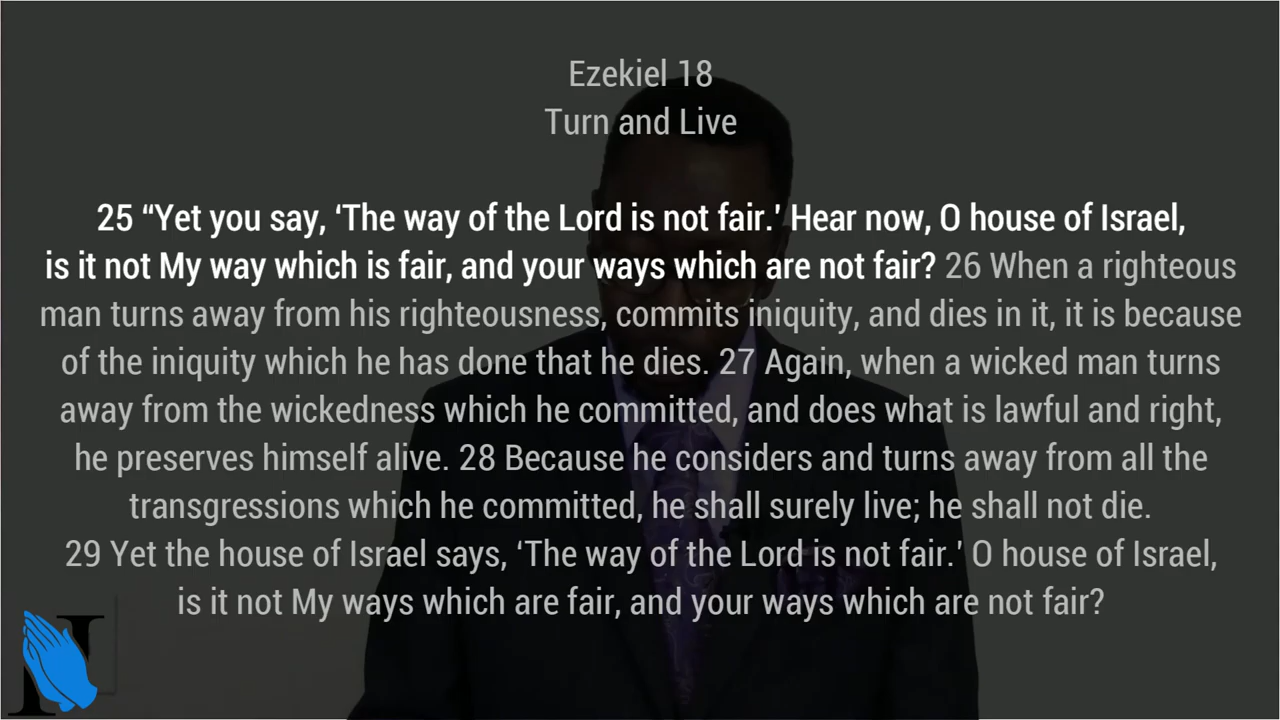 Ezekiel 18
Turn and Live
25 “Yet you say, ‘The way of the Lord is not fair.’ Hear now, O house of Israel,
is it not My way which is fair, and your ways which are not fair? 26 When a righteous
man turns away from his righteousness, commits iniquity, and dies in it, it is because
of the iniquity which he has done that he dies. 27 Again, when a wicked man turns
away from the wickedness which he committed, and does what is lawful and right,
he preserves himself alive. 28 Because he considers and turns away from all the
transgressions which he committed, he shall surely live; he shall not die.
29 Yet the house of Israel says, ‘The way of the Lord is not fair.’ O house of Israel,
is it not My ways which are fair, and your ways which are not fair?
N